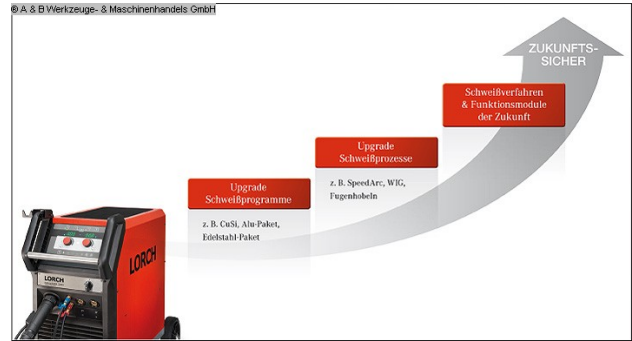 © A & B Werkzeuge- & Maschinenhandels GmbH
ZUKUNFTS-
SICHER
Schweißverfahren
& Funktionsmodule
der Zukunft
Upgrade
Schweißprozesse
z. B. SpeedArc, WIG,
Fugenhobeln
Upgrade
Schweißprogramme
z. B. CuSi, Alu-Paket,
Edelstahl-Paket
LORCH
LORCH